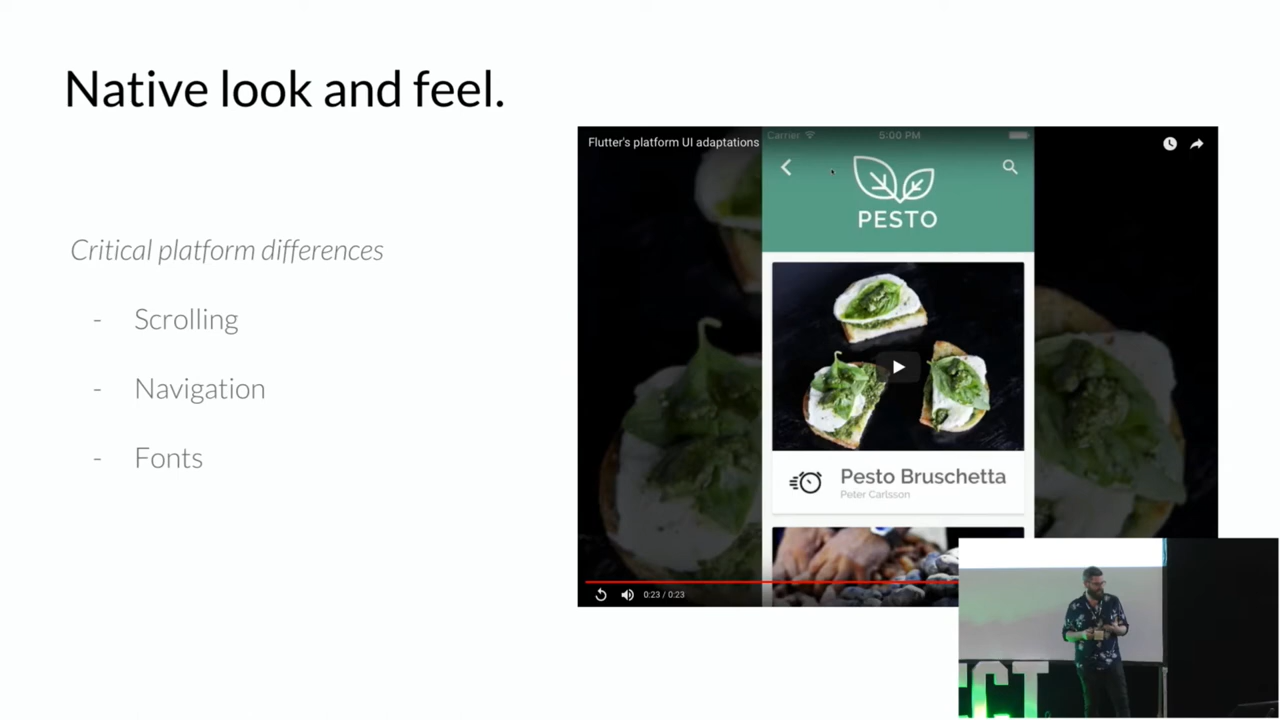 Native look and feel.
Critical platform differences
- Scrolling
- Navigation
- Fonts
Flutter's platform UI adaptations
Carrier
5:00 PM
PESTO
Pesto Bruschetta
Peter Carlsson
0:23 / 0:23
ECT